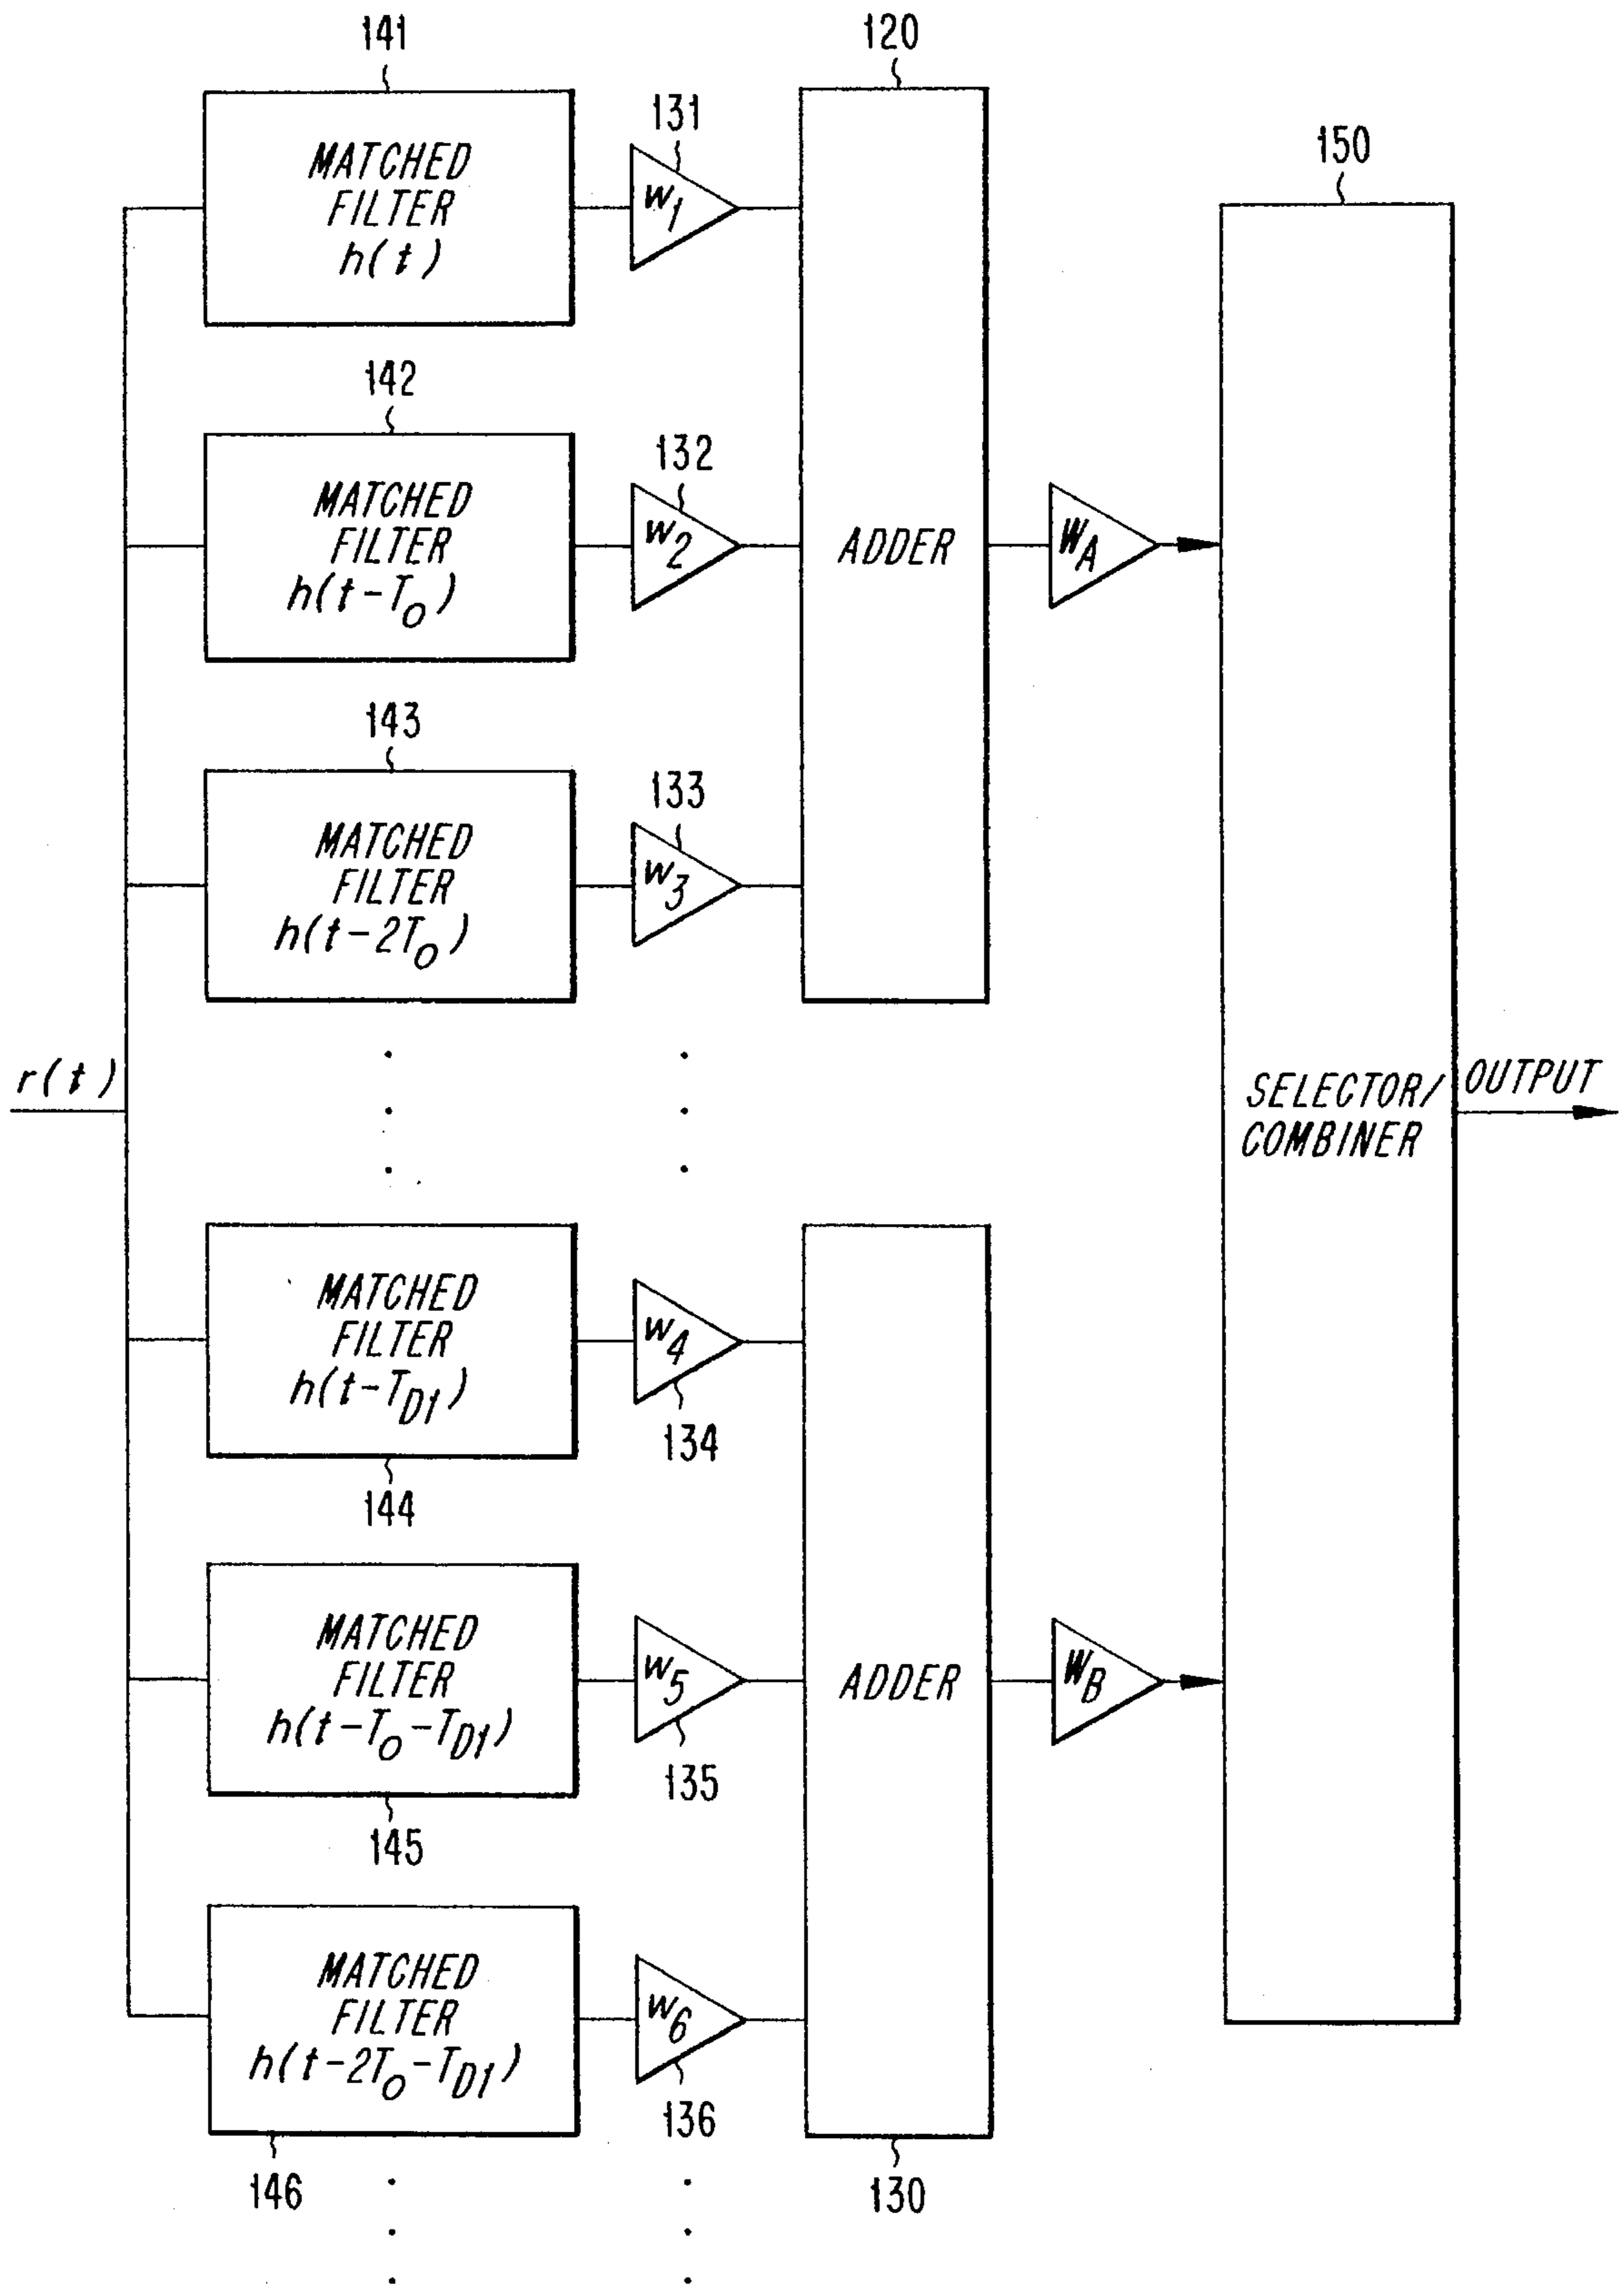 141
120
MATCHED
FILTER
h(t)
131
w1
150
142
MATCHED
FILTER
h(t-To)
132
w2
ADDER
WA
143
MATCHED
FILTER
h(t-2To)
133
w3
r(t)
SELECTOR/
COMBINER
OUTPUT
MATCHED
FILTER
h(t-TD1)
144
w4
134
MATCHED
FILTER
h(t-To-TD1)
145
w5
135
ADDER
WB
MATCHED
FILTER
h(t-2To-TD1)
146
w6
136
130